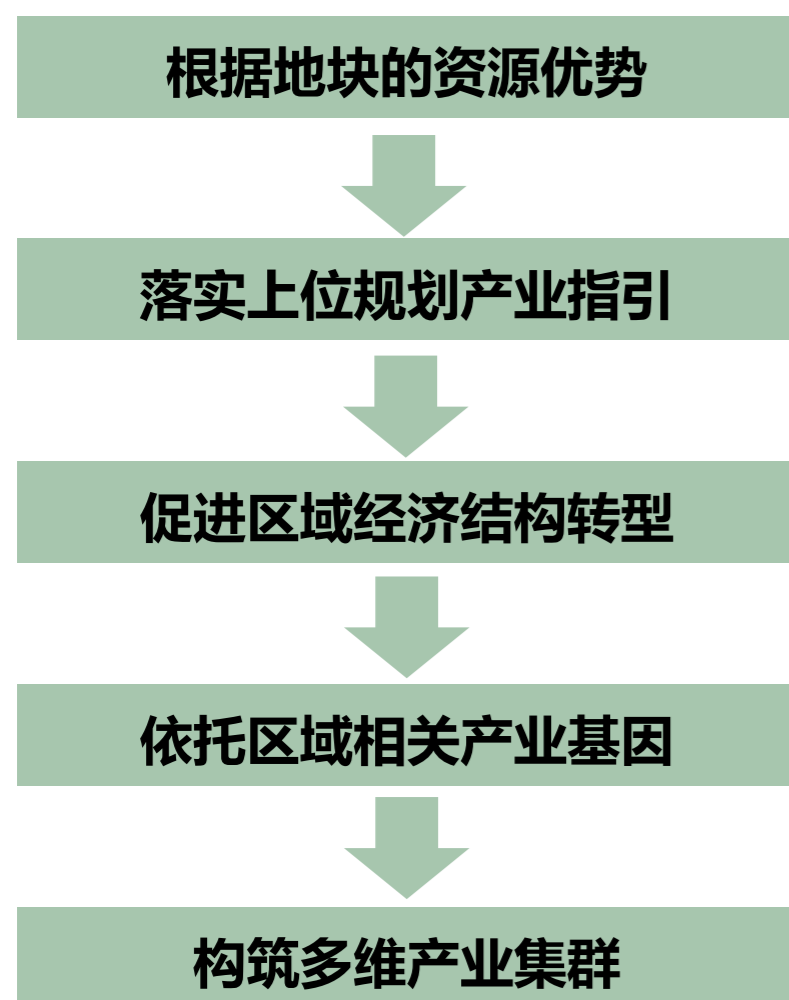 根据地块的资源优势
落实上位规划产业指引
促进区域经济结构转型
依托区域相关产业基因
构筑多维产业集群